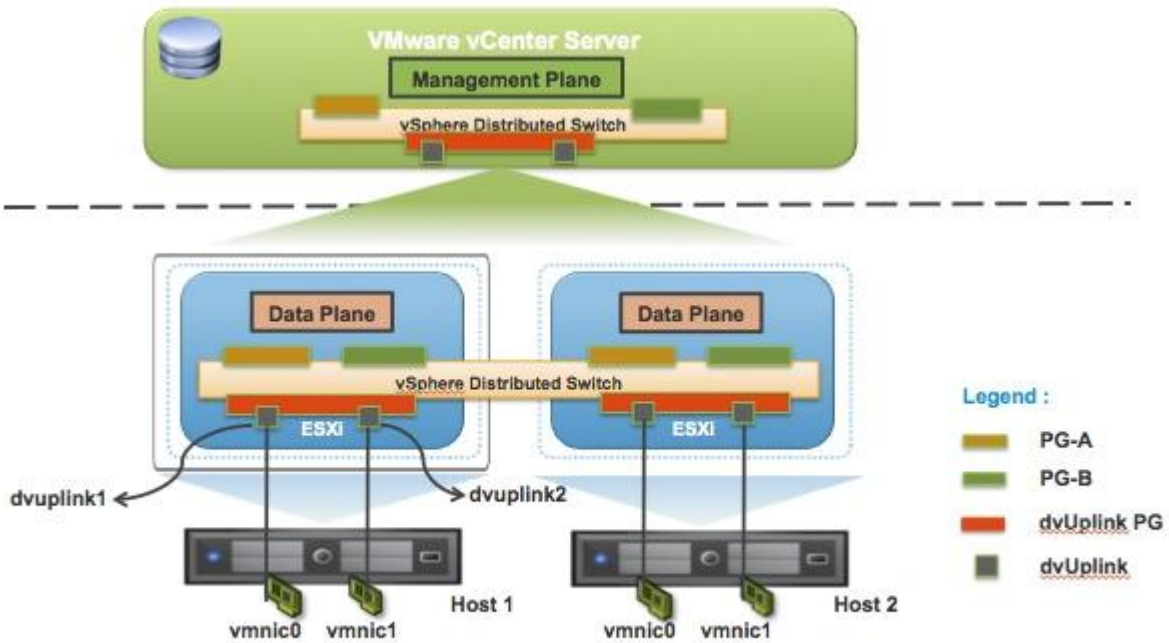 VMware vCenter Server
Management Plane
vSphere Distributed Switch
Data Plane
Data Plane
vSphere Distributed Switch
ESXi
ESXi
dvuplink1
dvuplink2
Host 1
Host 2
vmnic0
vmnic1
vmnic0
vmnic1
Legend :
PG-A
PG-B
dvUplink PG
dvUplink